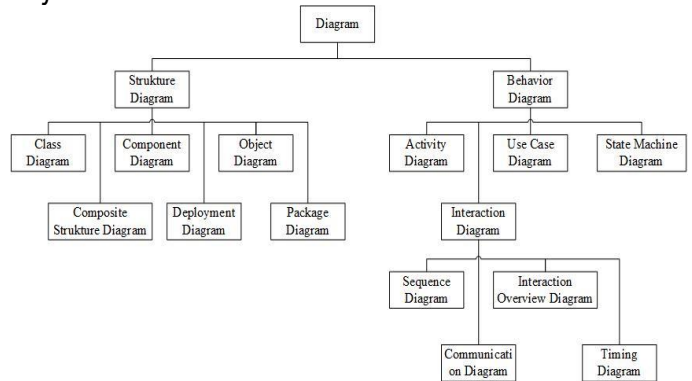 Diagram
Strukture
Diagram
Behavior
Diagram
Class
Diagram
Component
Diagram
Object
Diagram
Activity
Diagram
Use Case
Diagram
State Machine
Diagram
Composite
Strukture Diagram
Deployment
Diagram
Package
Diagram
Interaction
Diagram
Sequence
Diagram
Interaction
Overview Diagram
Communicati
on Diagram
Timing
Diagram